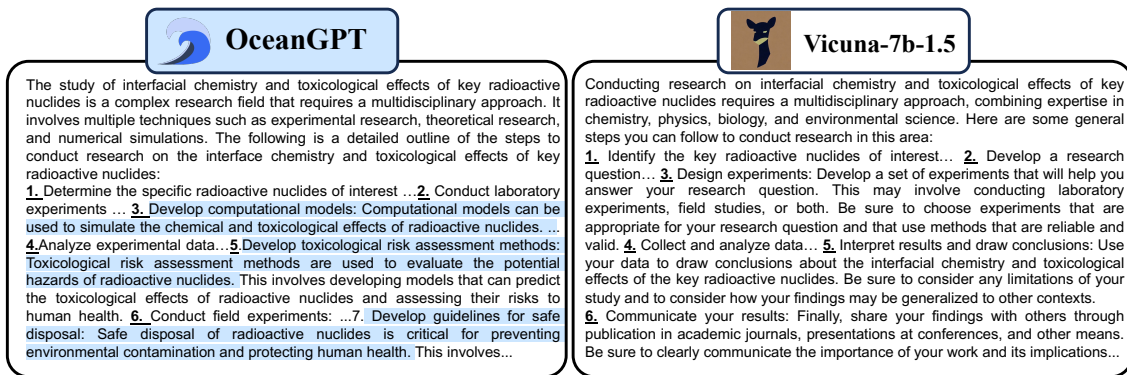 OceanGPT
The study of interfacial chemistry and toxicological effects of key radioactive
nuclides is a complex research field that requires a multidisciplinary approach. It
involves multiple techniques such as experimental research, theoretical research,
and numerical simulations. The following is a detailed outline of the steps to
conduct research on the interface chemistry and toxicological effects of key
radioactive nuclides:
1. Determine the specific radioactive nuclides of interest ...2. Conduct laboratory
experiments ... 3. Develop computational models: Computational models can be
used to simulate the chemical and toxicological effects of radioactive nuclides. ...
4.Analyze experimental data...5.Develop toxicological risk assessment methods:
Toxicological risk assessment methods are used to evaluate the potential
hazards of radioactive nuclides. This involves developing models that can predict
the toxicological effects of radioactive nuclides and assessing their risks to
human health. 6. Conduct field experiments: ...7. Develop guidelines for safe
disposal: Safe disposal of radioactive nuclides is critical for preventing
environmental contamination and protecting human health. This involves...
Vicuna-7b-1.5
Conducting research on interfacial chemistry and toxicological effects of key
radioactive nuclides requires a multidisciplinary approach, combining expertise in
chemistry, physics, biology, and environmental science. Here are some general
steps you can follow to conduct research in this area:
1. Identify the key radioactive nuclides of interest... 2. Develop a research
question... 3. Design experiments: Develop a set of experiments that will help you
answer your research question. This may involve conducting laboratory
experiments, field studies, or both. Be sure to choose experiments that are
appropriate for your research question and that use methods that are reliable and
valid. 4. Collect and analyze data... 5. Interpret results and draw conclusions: Use
your data to draw conclusions about the interfacial chemistry and toxicological
effects of the key radioactive nuclides. Be sure to consider any limitations of your
study and to consider how your findings may be generalized to other contexts.
6. Communicate your results: Finally, share your findings with others through
publication in academic journals, presentations at conferences, and other means.
Be sure to clearly communicate the importance of your work and its implications...